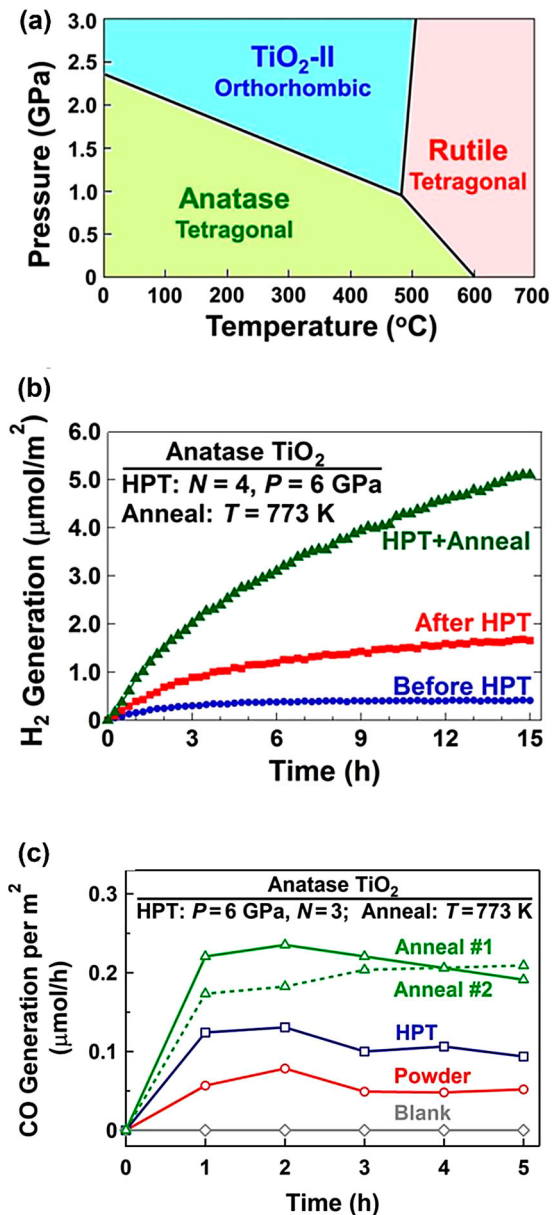 (a)
3.0
2.5
2.0
1.5
1.0
0.5
0
Pressure (GPa)
TiO2-II
Orthorhombic
Rutile
Tetragonal
Anatase
Tetragonal
0 100 200 300 400 500 600 700
Temperature (oC)
(b)
6.0
5.0
4.0
3.0
2.0
1.0
0
H2 Generation (μmol/m2)
Anatase TiO2
HPT: N = 4, P = 6 GPa
Anneal: T = 773 K
HPT+Anneal
After HPT
Before HPT
0 3 6 9 12 15
Time (h)
(c)
0.3
0.2
0.1
0
CO Generation per m2
(μmol/h)
Anatase TiO2
HPT: P = 6 GPa, N = 3; Anneal: T = 773 K
Anneal #1
Anneal #2
HPT
Powder
Blank
0 1 2 3 4 5
Time (h)